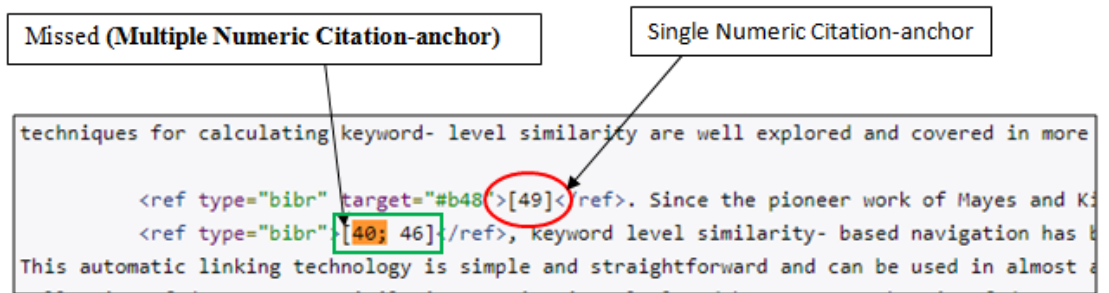 Missed (Multiple Numeric Citation-anchor)
Single Numeric Citation-anchor
techniques for calculating keyword- level similarity are well explored and covered in more
<ref type="bibr" target="#b48">[49]</ref>. Since the pioneer work of Mayes and
<ref type="bibr">[40; 46]</ref>, keyword level similarity- based navigation has
This automatic linking technology is simple and straightforward and can be used in almost